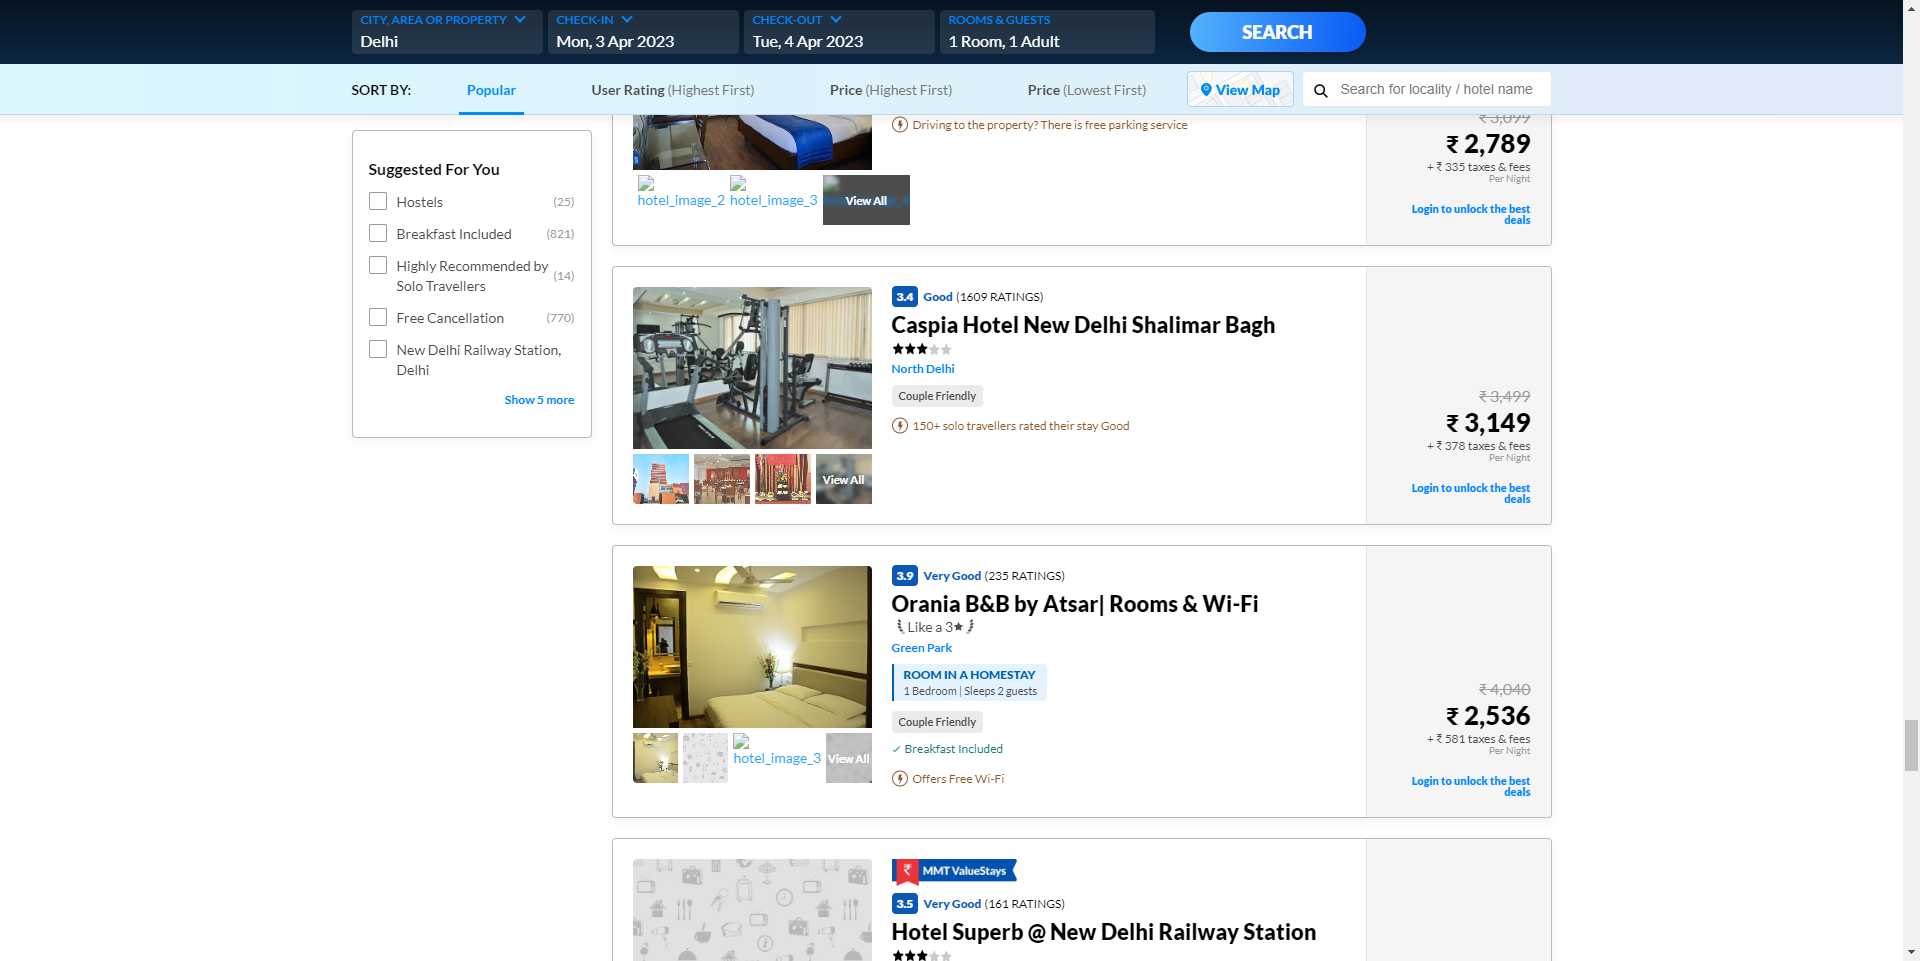 CITY, AREA OR PROPERTY
Delhi
CHECK-IN
Mon, 3 Apr 2023
CHECK-OUT
Tue, 4 Apr 2023
ROOMS & GUESTS
1 Room, 1 Adult
SEARCH
SORT BY:
Popular
User Rating (Highest First)
Price (Highest First)
Price (Lowest First)
View Map
Search for locality / hotel name
Suggested For You
Hostels (25)
Breakfast Included (821)
Highly Recommended by
Solo Travellers (14)
Free Cancellation (770)
New Delhi Railway Station,
Delhi
Show 5 more
Driving to the property? There is free parking service
hotel_image_2
hotel_image_3
View All
₹ 3,099
₹ 2,789
+ ₹ 335 taxes & fees
Per Night
Login to unlock the best
deals
3.4 Good (1609 RATINGS)
Caspia Hotel New Delhi Shalimar Bagh
North Delhi
Couple Friendly
150+ solo travellers rated their stay Good
View All
₹ 3,499
₹ 3,149
+ ₹ 378 taxes & fees
Per Night
Login to unlock the best
deals
3.9 Very Good (235 RATINGS)
Orania B&B by Atsar| Rooms & Wi-Fi
Like a 3★
Green Park
ROOM IN A HOMESTAY
1 Bedroom | Sleeps 2 guests
Couple Friendly
✓ Breakfast Included
Offers Free Wi-Fi
hotel_image_3
View All
₹ 4,040
₹ 2,536
+ ₹ 581 taxes & fees
Per Night
Login to unlock the best
deals
MMT ValueStays
3.5 Very Good (161 RATINGS)
Hotel Superb @ New Delhi Railway Station